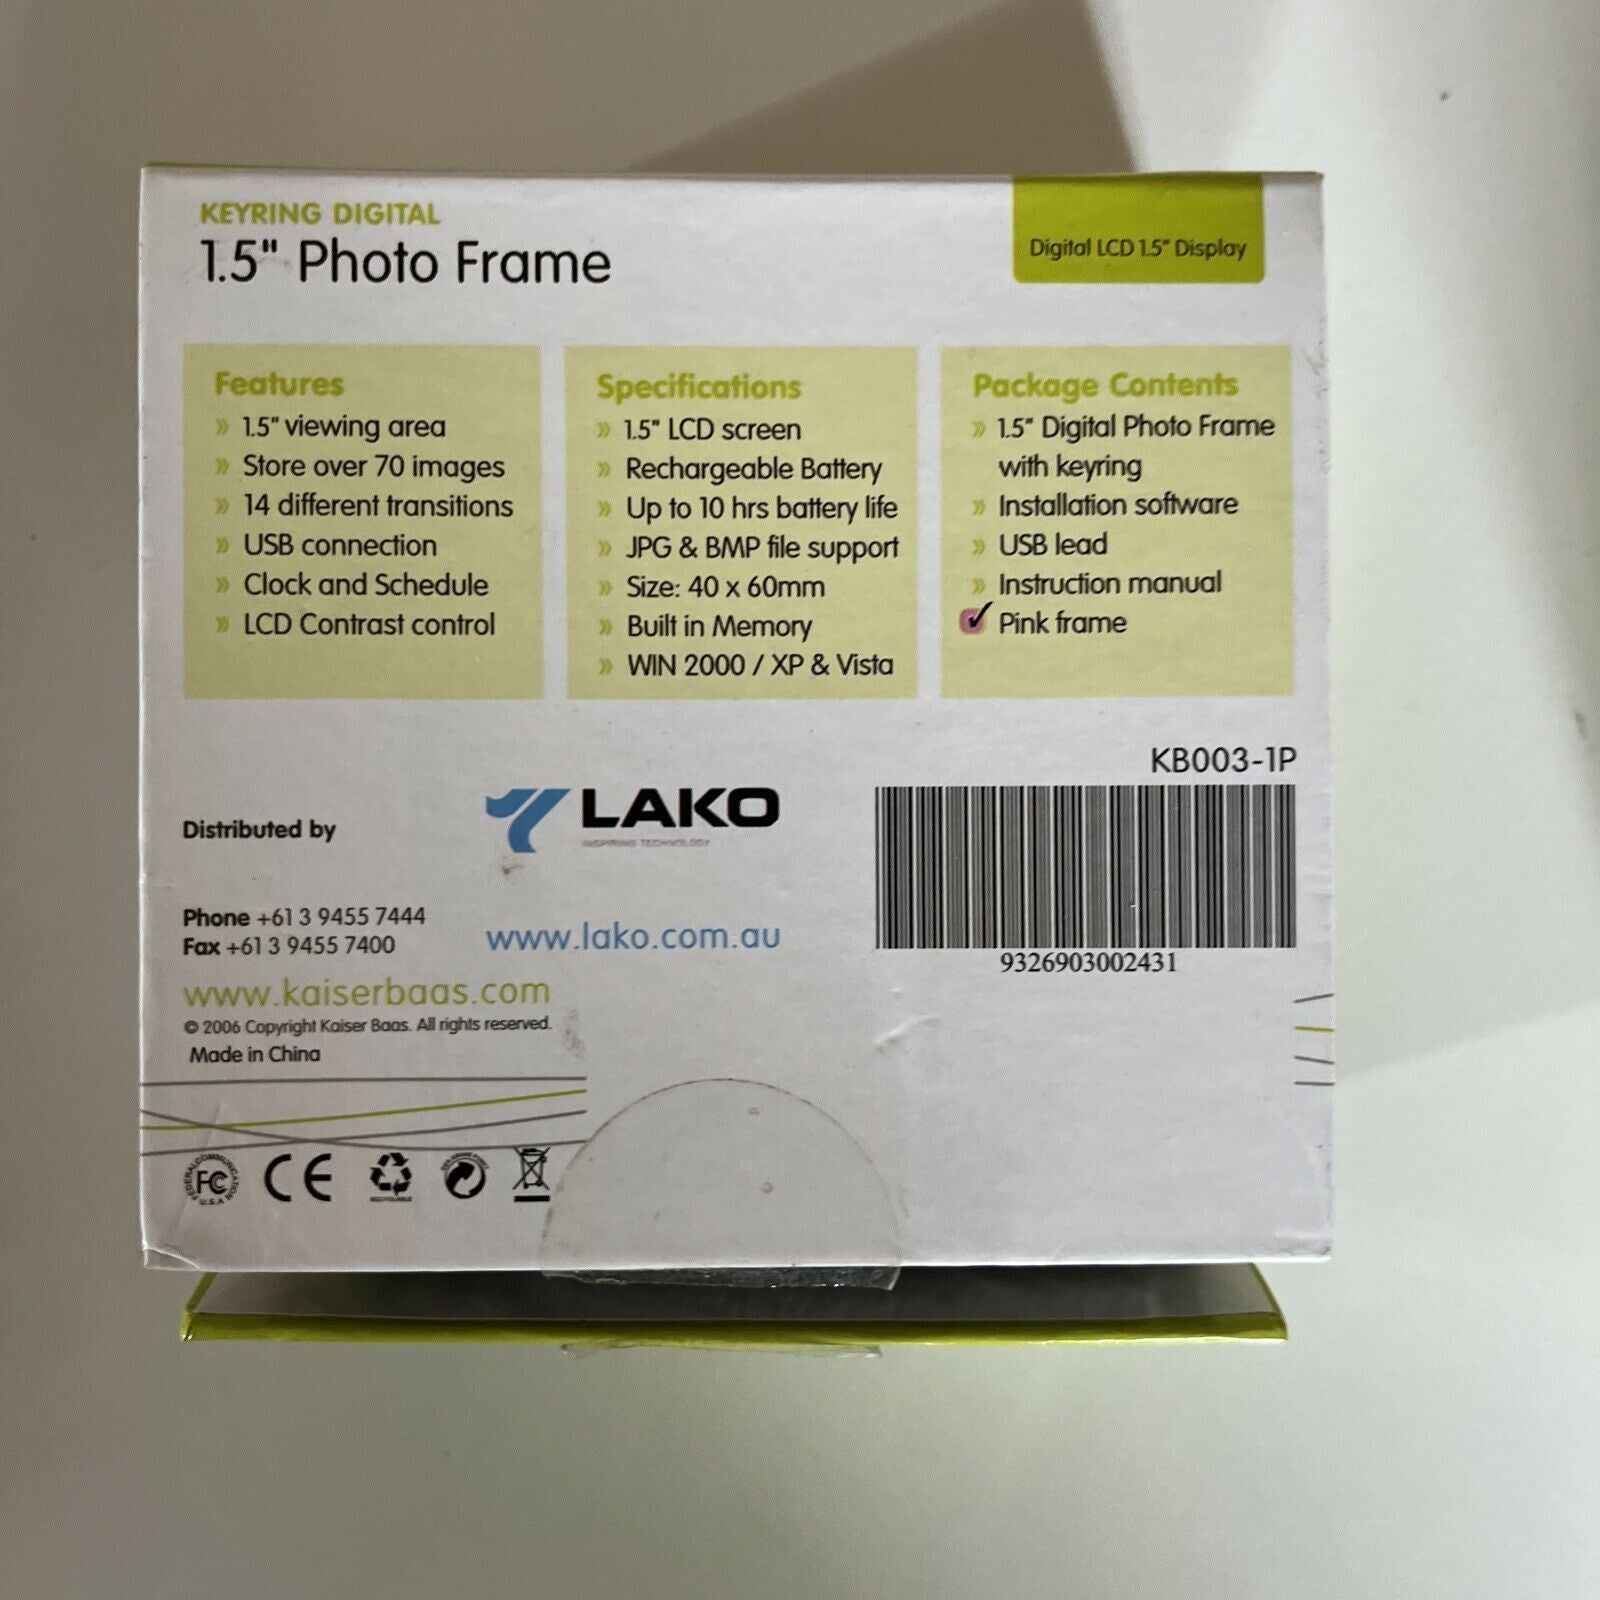 KEYRING DIGITAL
1.5" Photo Frame
Digital LCD 1.5" Display
Features
» 1.5" viewing area
» Store over 70 images
» 14 different transitions
» USB connection
» Clock and Schedule
» LCD Contrast control
Specifications
» 1.5" LCD screen
» Rechargeable Battery
» Up to 10 hrs battery life
» JPG & BMP file support
» Size: 40 x 60mm
» Built in Memory
» WIN 2000 / XP & Vista
Package Contents
» 1.5" Digital Photo Frame
with keyring
» Installation software
» USB lead
» Instruction manual
✓ Pink frame
KB003-1P
9326903002431
Distributed by
LAKO
INSPIRING TECHNOLOGY
Phone +61 3 9455 7444
Fax +61 3 9455 7400
www.lako.com.au
www.kaiserbaas.com
© 2006 Copyright Kaiser Baas. All rights reserved.
Made in China
FEDERAL COMMUNICATION
FC
U.S.A
CE
RECYCLABLE